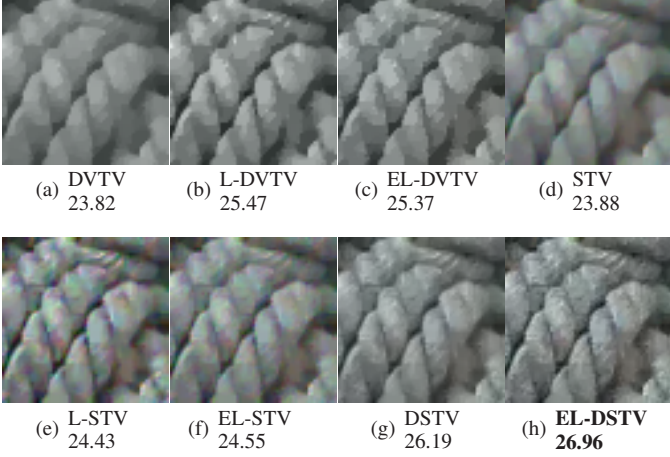 (a) DVTV
23.82
(b) L-DVTV
25.47
(c) EL-DVTV
25.37
(d) STV
23.88
(e) L-STV
24.43
(f) EL-STV
24.55
(g) DSTV
26.19
(h) EL-DSTV
26.96